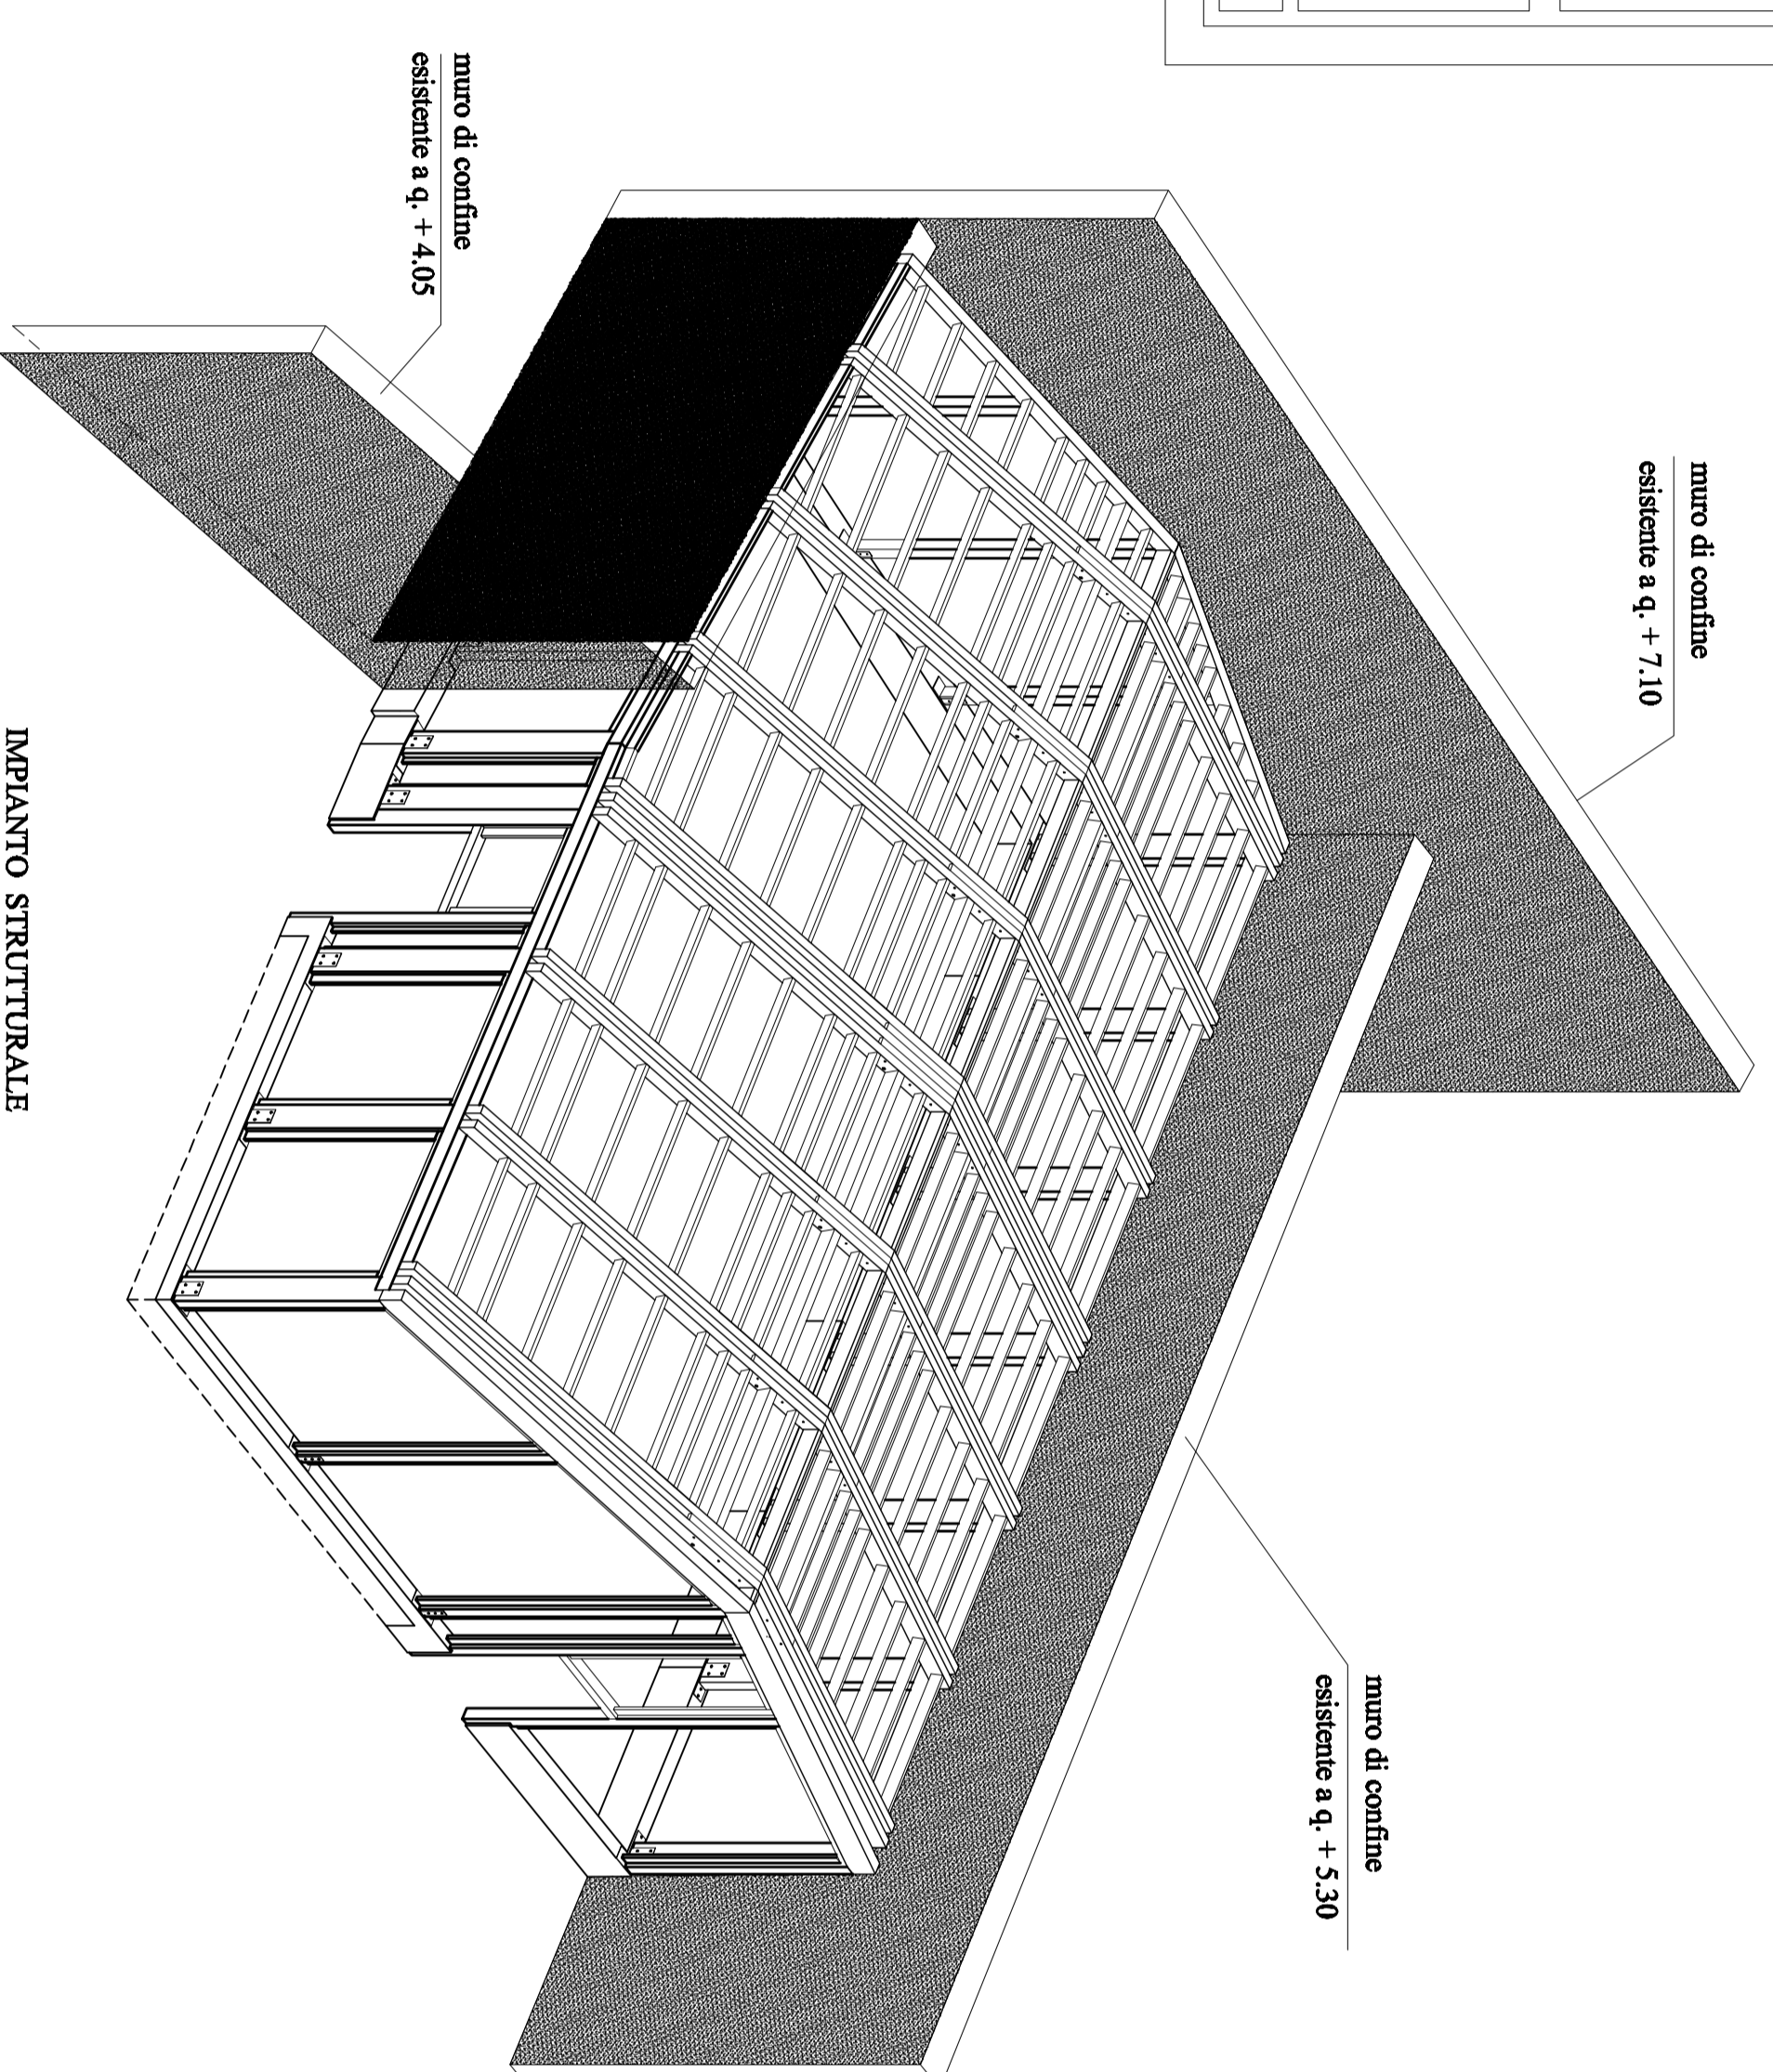 muro di confine
esistente a q. + 7.10
muro di confine
esistente a q. + 5.30
muro di confine
esistente a q. + 4.05
IMPIANTO STRUTTURALE